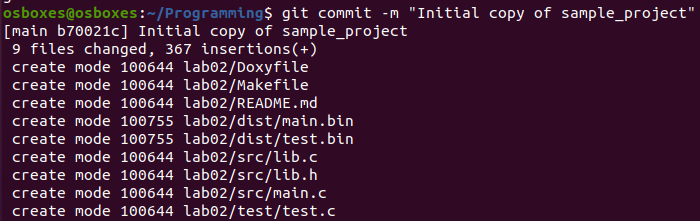 osboxes@osboxes:~/Programming$ git commit -m "Initial copy of sample_project"
[main b70021c] Initial copy of sample_project
 9 files changed, 367 insertions(+)
 create mode 100644 lab02/Doxyfile
 create mode 100644 lab02/Makefile
 create mode 100644 lab02/README.md
 create mode 100755 lab02/dist/main.bin
 create mode 100755 lab02/dist/test.bin
 create mode 100644 lab02/src/lib.c
 create mode 100644 lab02/src/lib.h
 create mode 100644 lab02/src/main.c
 create mode 100644 lab02/test/test.c